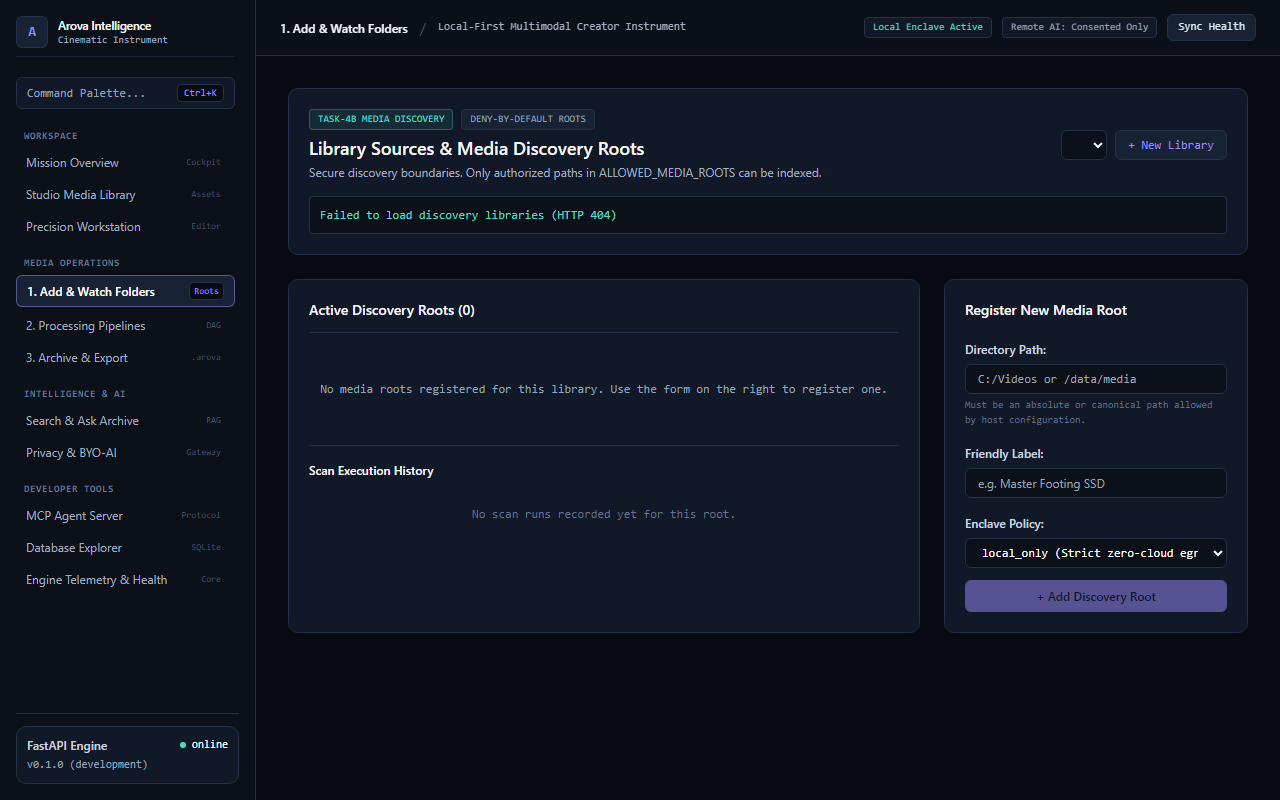 A
Arova Intelligence
Cinematic Instrument
Command Palette... Ctrl+K
WORKSPACE
Mission Overview Cockpit
Studio Media Library Assets
Precision Workstation Editor
MEDIA OPERATIONS
1. Add & Watch Folders Roots
2. Processing Pipelines DAG
3. Archive & Export .arova
INTELLIGENCE & AI
Search & Ask Archive RAG
Privacy & BYO-AI Gateway
DEVELOPER TOOLS
MCP Agent Server Protocol
Database Explorer SQLite
Engine Telemetry & Health Core
FastAPI Engine online
v0.1.0 (development)
1. Add & Watch Folders / Local-First Multimodal Creator Instrument
Local Enclave Active
Remote AI: Consented Only
Sync Health
TASK-4B MEDIA DISCOVERY
DENY-BY-DEFAULT ROOTS
Library Sources & Media Discovery Roots
Secure discovery boundaries. Only authorized paths in ALLOWED_MEDIA_ROOTS can be indexed.
+ New Library
Failed to load discovery libraries (HTTP 404)
Active Discovery Roots (0)
No media roots registered for this library. Use the form on the right to register one.
Scan Execution History
No scan runs recorded yet for this root.
Register New Media Root
Directory Path:
C:/Videos or /data/media
Must be an absolute or canonical path allowed
by host configuration.
Friendly Label:
e.g. Master Footing SSD
Enclave Policy:
local_only (Strict zero-cloud egr
+ Add Discovery Root